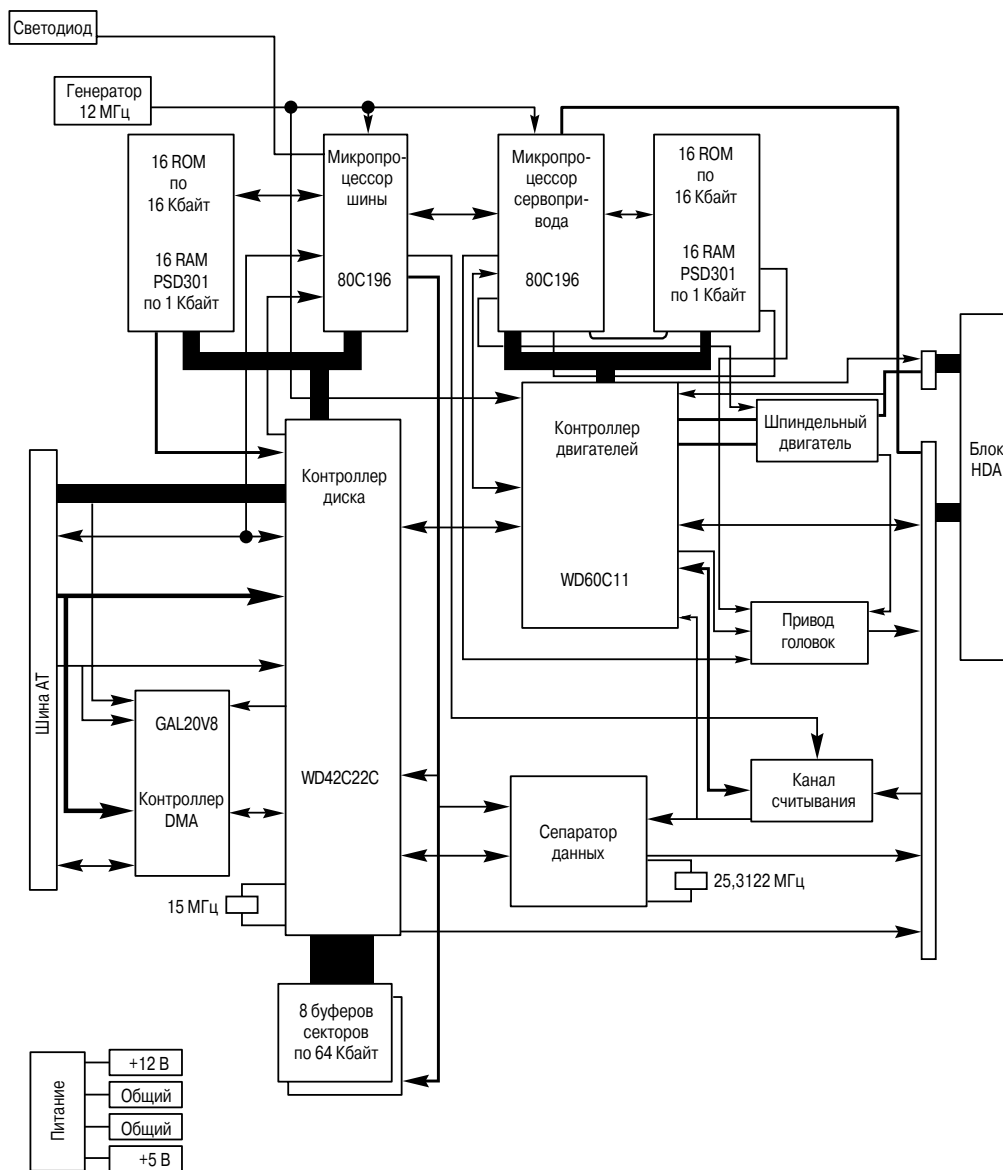 Светодиод
Генератор
12 МГц
16 ROM
по
16 Кбайт
16 RAM
PSD301
по 1 Кбайт
Микропро-
цессор
шины
80C196
Микропро-
цессор
сервопри-
вода
80C196
16 ROM
по
16 Кбайт
16 RAM
PSD301
по 1 Кбайт
Контроллер
двигателей
WD60C11
Шпиндельный
двигатель
Блок
HDA
Шина AT
Контроллер
диска
WD42C22C
Привод
головок
GAL20V8
Контроллер
DMA
Канал
считывания
Сепаратор
данных
25,3122 МГц
15 МГц
8 буферов
секторов
по 64 Кбайт
Питание
+12 В
Общий
Общий
+5 В